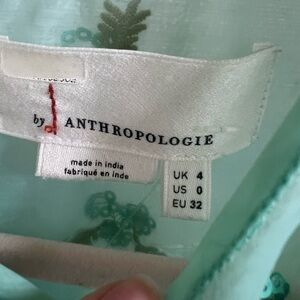 by ANTHROPOLOGIE
made in india
fabriqué en inde
UK 4
US 0
EU 32